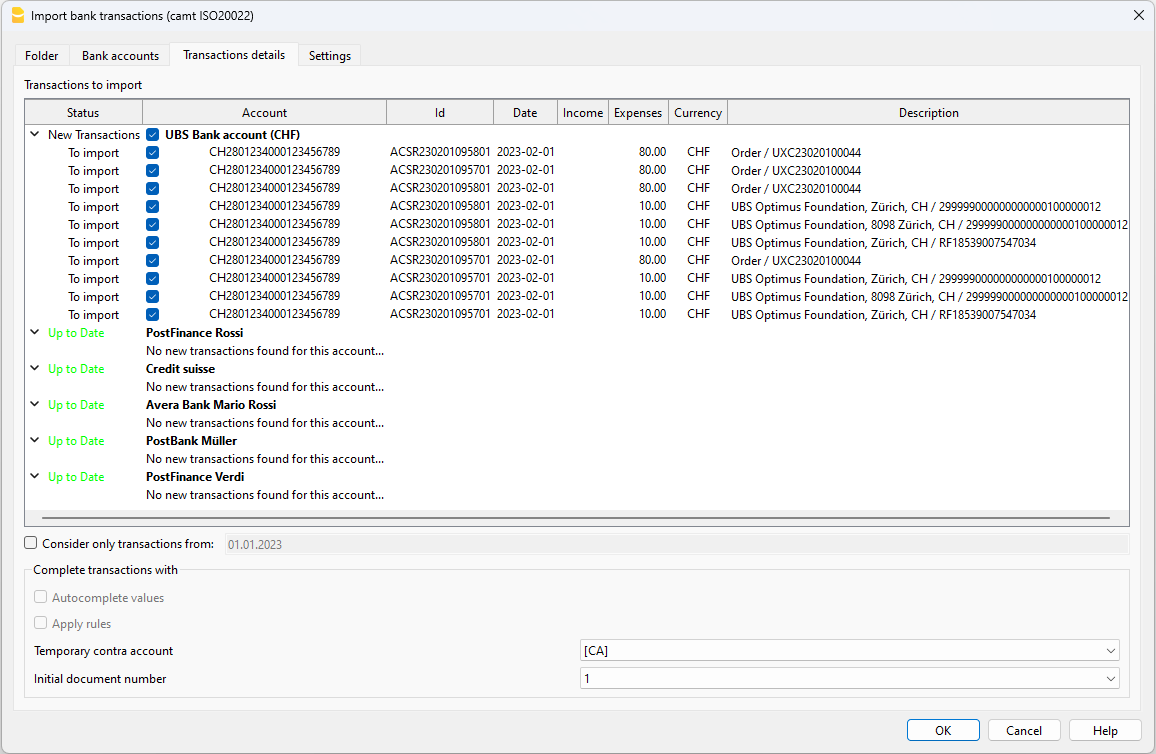 Import bank transactions (camt ISO20022)
Folder Bank accounts Transactions details Settings
Transactions to import
Status Account Id Date Income Expenses Currency Description
New Transactions UBS Bank account (CHF)
To import CH2801234000123456789 ACSR230201095801 2023-02-01 80.00 CHF Order / UXC23020100044
To import CH2801234000123456789 ACSR230201095701 2023-02-01 80.00 CHF Order / UXC23020100044
To import CH2801234000123456789 ACSR230201095801 2023-02-01 80.00 CHF Order / UXC23020100044
To import CH2801234000123456789 ACSR230201095801 2023-02-01 10.00 CHF UBS Optimus Foundation, Zürich, CH / 299999000000000000100000012
To import CH2801234000123456789 ACSR230201095801 2023-02-01 10.00 CHF UBS Optimus Foundation, 8098 Zürich, CH / 299999000000000000100000012
To import CH2801234000123456789 ACSR230201095801 2023-02-01 10.00 CHF UBS Optimus Foundation, Zürich, CH / RF18539007547034
To import CH2801234000123456789 ACSR230201095701 2023-02-01 80.00 CHF Order / UXC23020100044
To import CH2801234000123456789 ACSR230201095701 2023-02-01 10.00 CHF UBS Optimus Foundation, Zürich, CH / 299999000000000000100000012
To import CH2801234000123456789 ACSR230201095701 2023-02-01 10.00 CHF UBS Optimus Foundation, 8098 Zürich, CH / 299999000000000000100000012
To import CH2801234000123456789 ACSR230201095701 2023-02-01 10.00 CHF UBS Optimus Foundation, Zürich, CH / RF18539007547034
Up to Date PostFinance Rossi
No new transactions found for this account...
Up to Date Credit suisse
No new transactions found for this account...
Up to Date Avera Bank Mario Rossi
No new transactions found for this account...
Up to Date PostBank Müller
No new transactions found for this account...
Up to Date PostFinance Verdi
No new transactions found for this account...
Consider only transactions from: 01.01.2023
Complete transactions with
Autocomplete values
Apply rules
Temporary contra account [CA]
Initial document number 1
OK Cancel Help